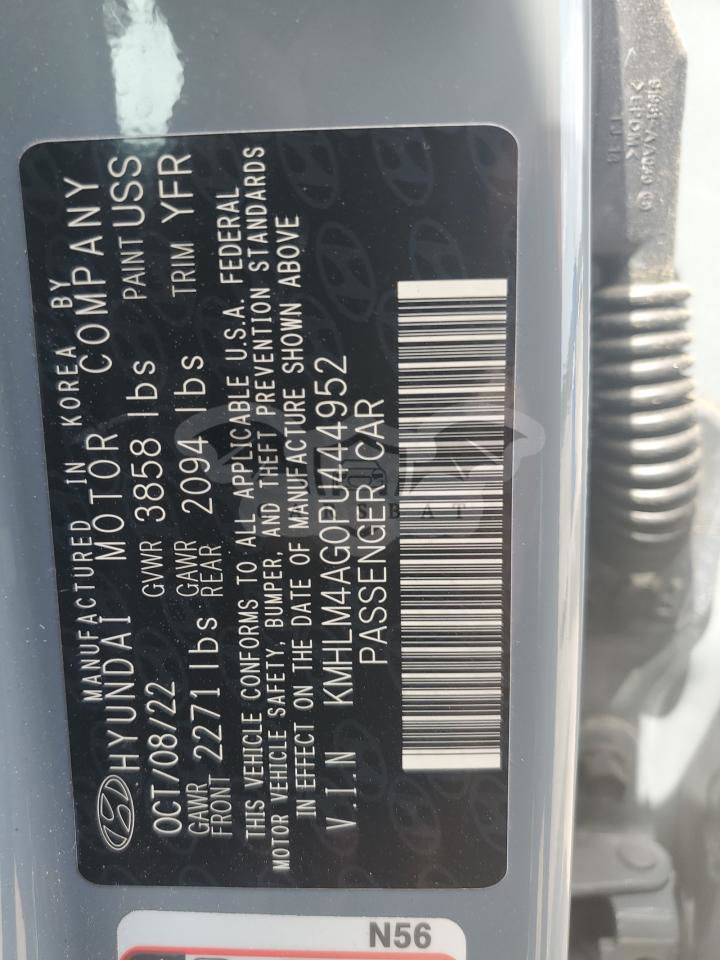 MANUFACTURED IN KOREA BY
HYUNDAI MOTOR COMPANY
OCT/08/22 GVWR 3858 lbs PAINT USS
GAWR FRONT 2271 lbs GAWR REAR 2094 lbs TRIM YFR
THIS VEHICLE CONFORMS TO ALL APPLICABLE U.S.A. FEDERAL
MOTOR VEHICLE SAFETY, BUMPER, AND THEFT PREVENTION STANDARDS
IN EFFECT ON THE DATE OF MANUFACTURE SHOWN ABOVE
V.I.N KMHLM4AG0PU444952
PASSENGER CAR
N56
>EPDM<